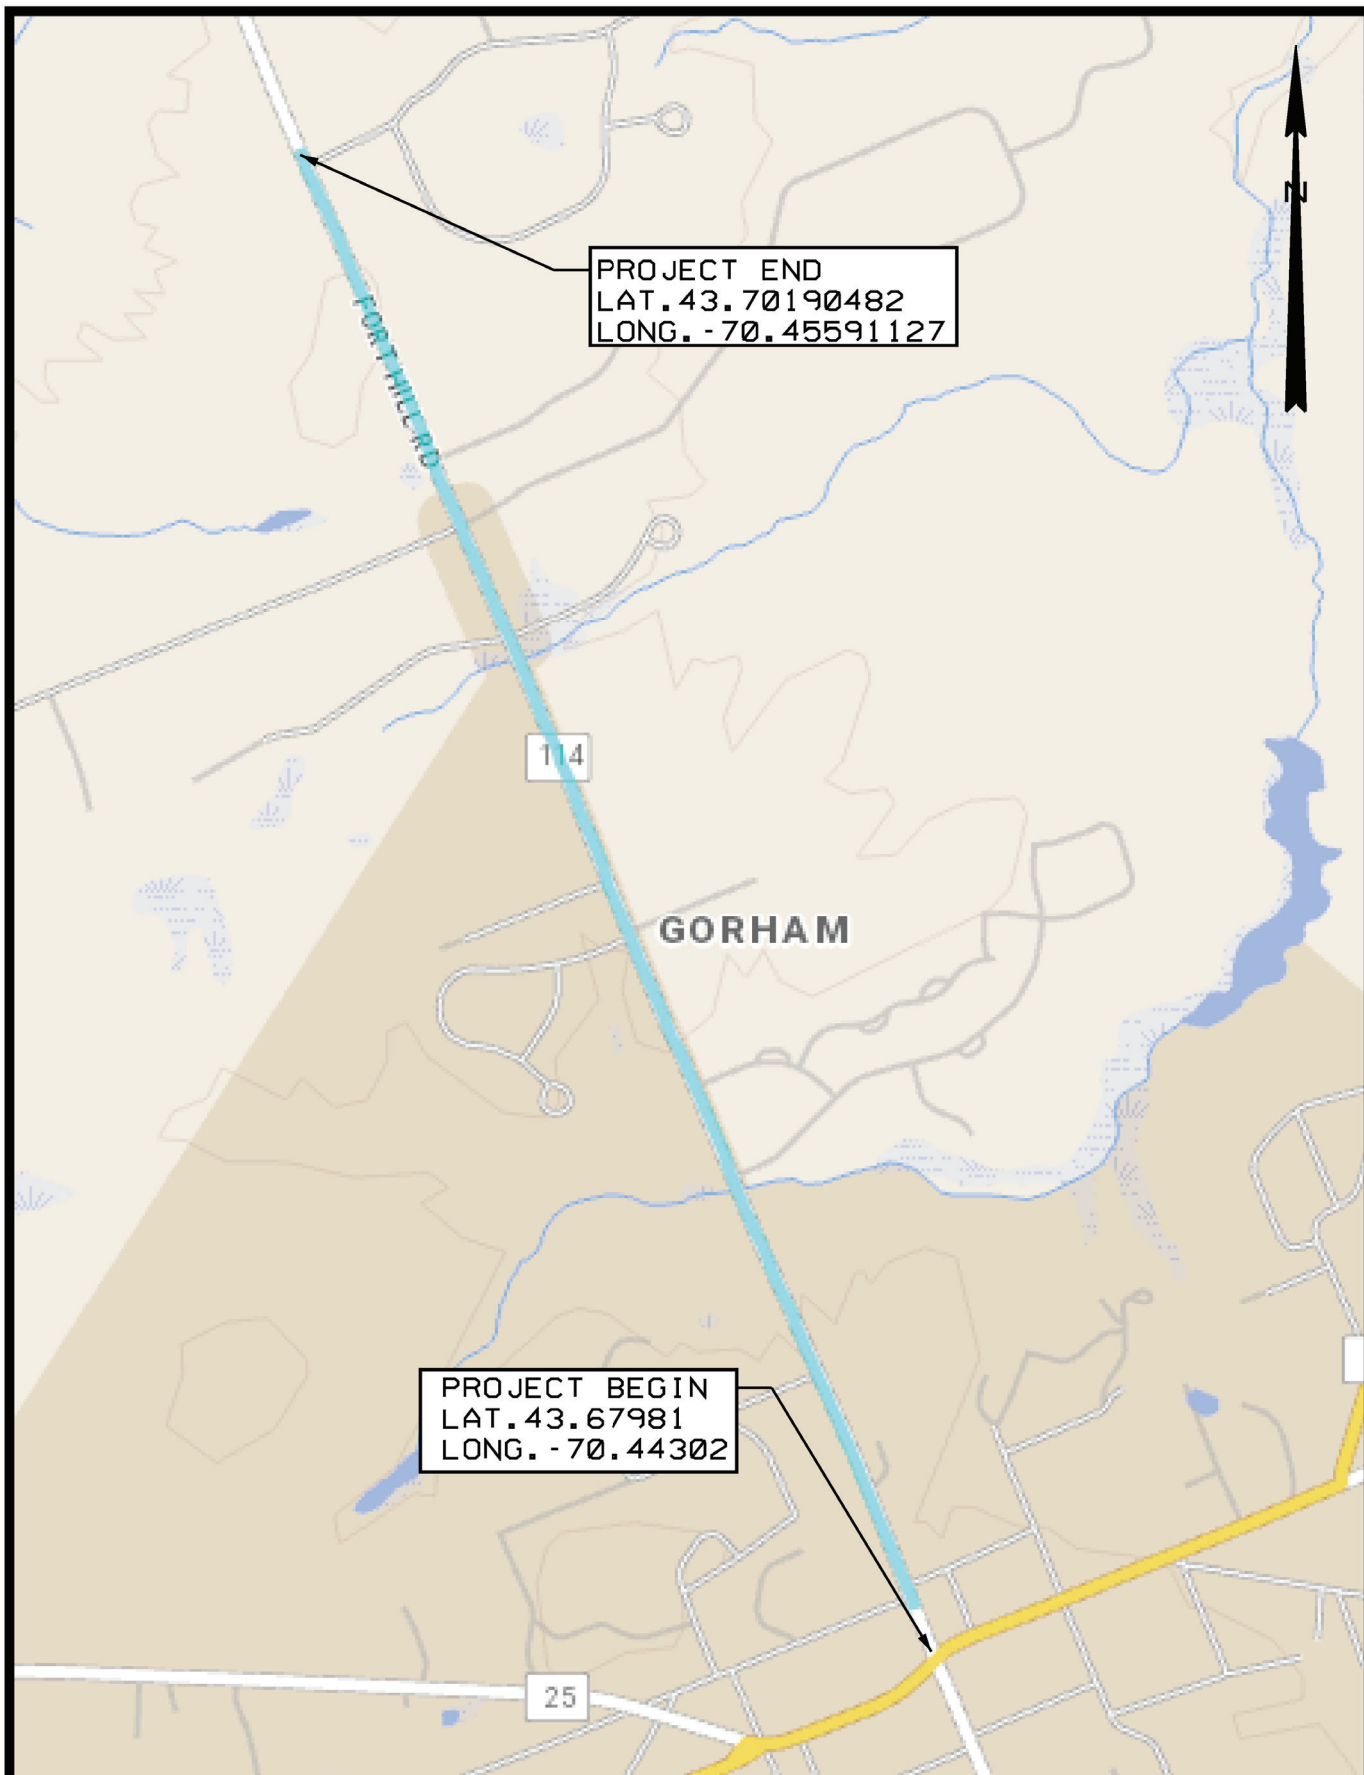 N
PROJECT END
LAT.43.70190482
LONG.-70.45591127
FORT HILL RD
114
GORHAM
PROJECT BEGIN
LAT.43.67981
LONG.-70.44302
25